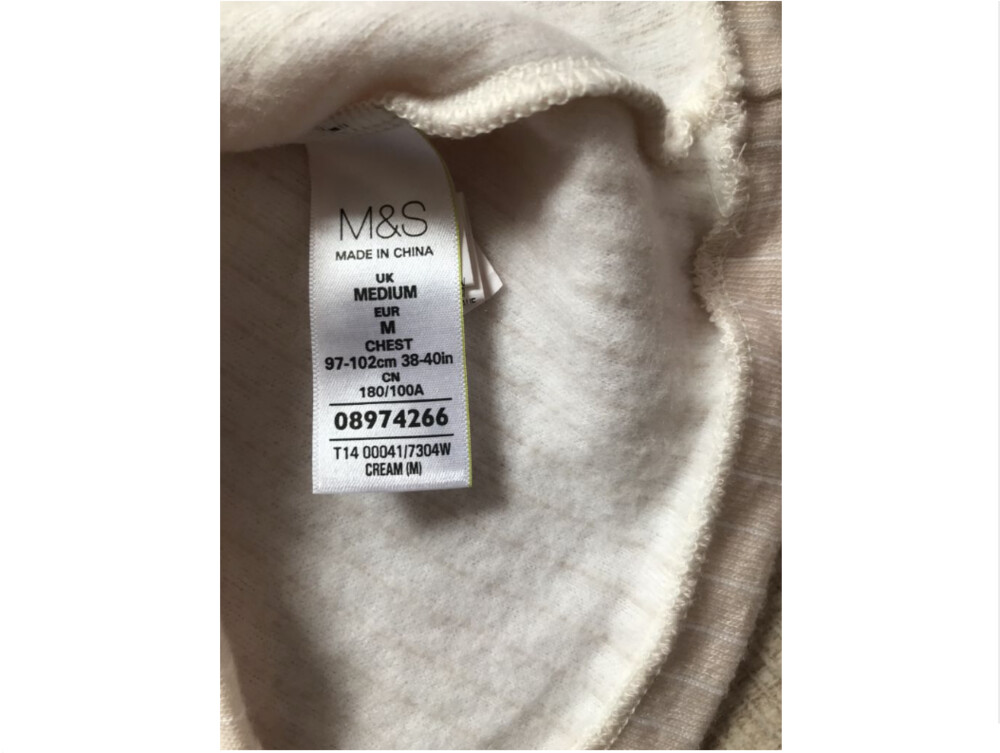 M&S
MADE IN CHINA
UK
MEDIUM
EUR
M
CHEST
97-102cm 38-40in
CN
180/100A
08974266
T14 00041/7304W
CREAM (M)